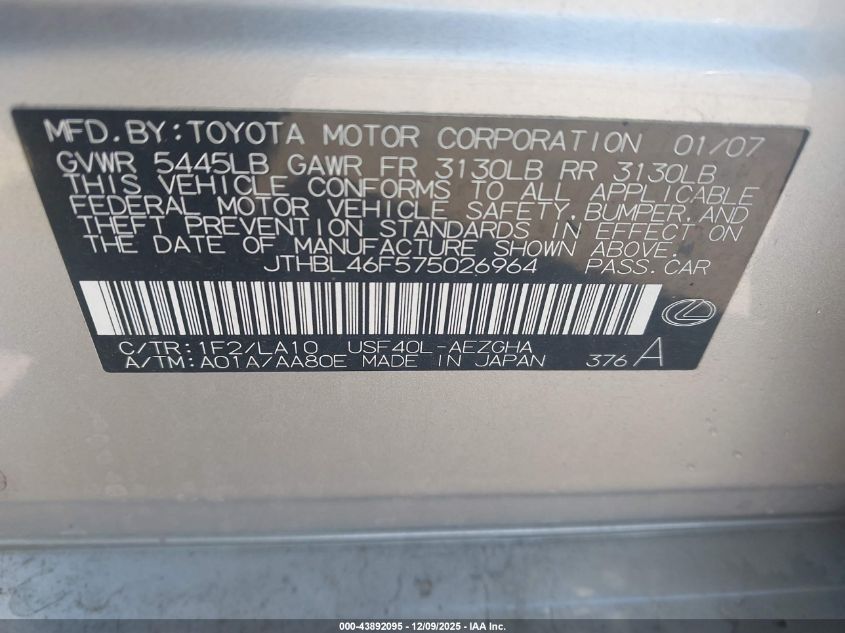 MFD. BY: TOYOTA MOTOR CORPORATION 01/07
GVWR 5445LB GAWR FR 3130LB RR 3130LB
THIS VEHICLE CONFORMS TO ALL APPLICABLE
FEDERAL MOTOR VEHICLE SAFETY, BUMPER, AND
THEFT PREVENTION STANDARDS IN EFFECT ON
THE DATE OF MANUFACTURE SHOWN ABOVE.
JTHBL46F575026964 PASS. CAR
C/TR: 1F2/LA10 USF40L-AEZGHA
A/TM: A01A/AA80E MADE IN JAPAN 376 A
000-43892095 - 12/09/2025 - IAA Inc.